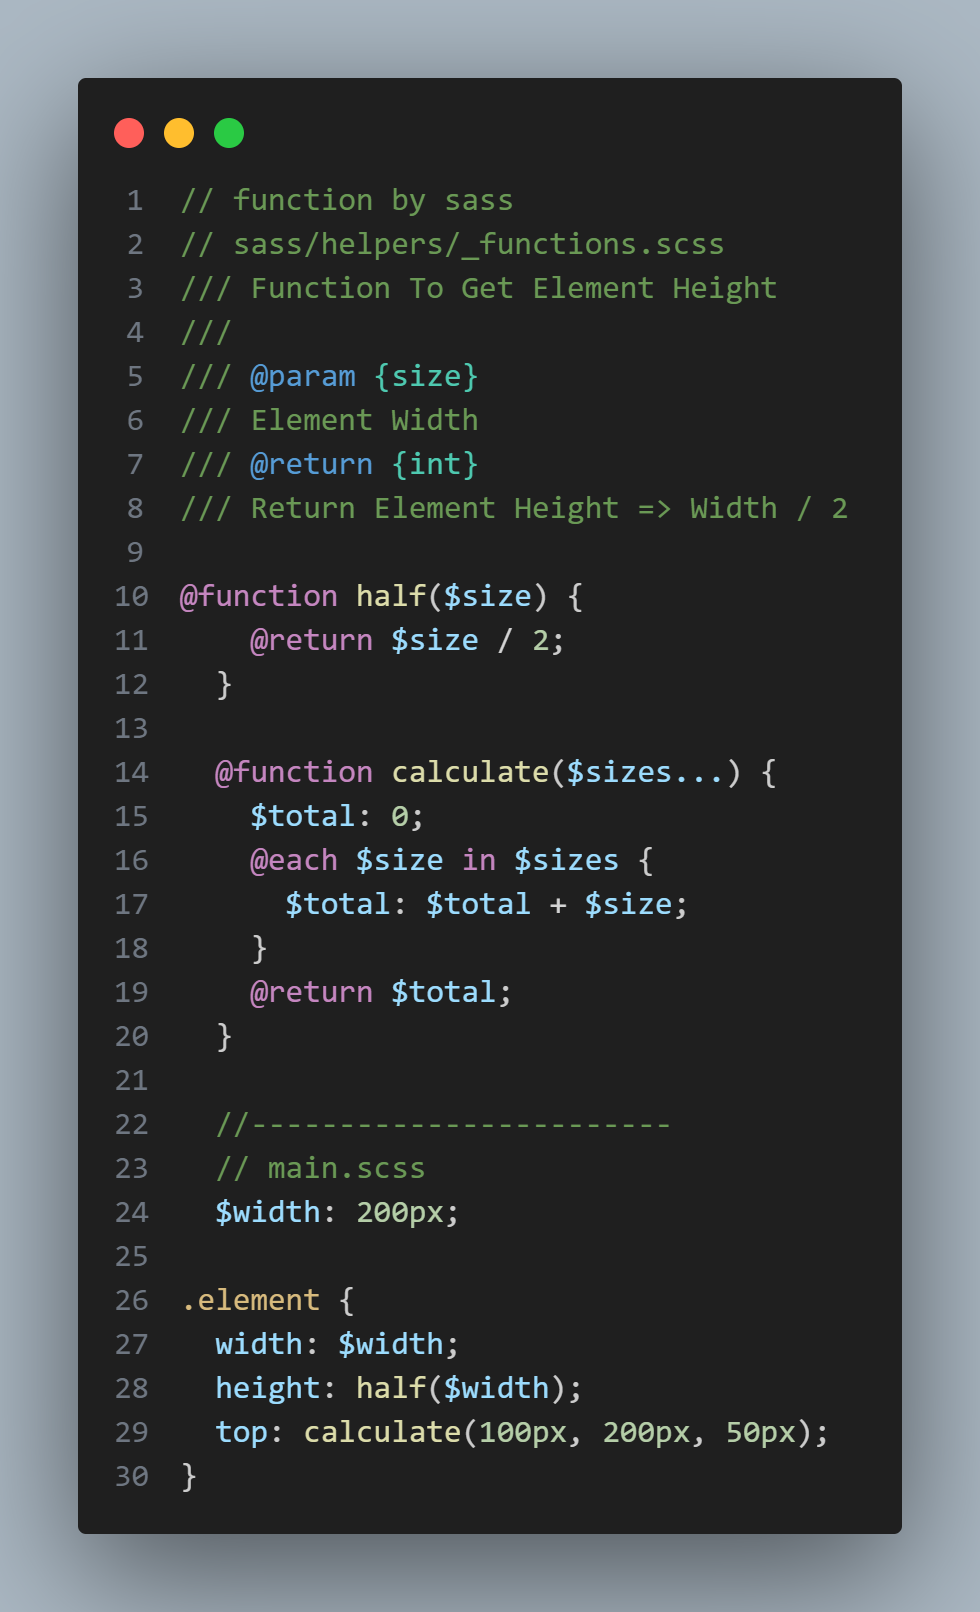 1 // function by sass
2 // sass/helpers/_functions.scss
3 /// Function To Get Element Height
4 ///
5 /// @param {size}
6 /// Element Width
7 /// @return {int}
8 /// Return Element Height => Width / 2
9
10 @function half($size) {
11     @return $size / 2;
12   }
13
14   @function calculate($sizes...) {
15     $total: 0;
16     @each $size in $sizes {
17       $total: $total + $size;
18     }
19     @return $total;
20   }
21
22   //------------------------
23   // main.scss
24   $width: 200px;
25
26 .element {
27   width: $width;
28   height: half($width);
29   top: calculate(100px, 200px, 50px);
30 }